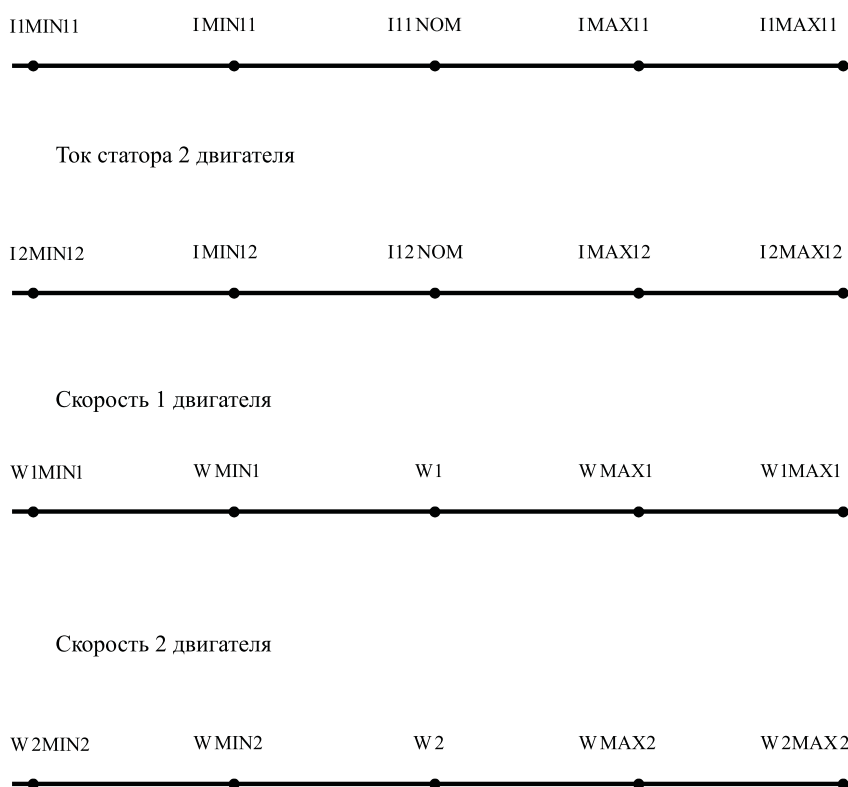 I1MIN11 IMIN11 I11NOM IMAX11 I1MAX11
Ток статора 2 двигателя
I2MIN12 IMIN12 I12NOM IMAX12 I2MAX12
Скорость 1 двигателя
W1MIN1 WMIN1 W1 WMAX1 W1MAX1
Скорость 2 двигателя
W2MIN2 WMIN2 W2 WMAX2 W2MAX2